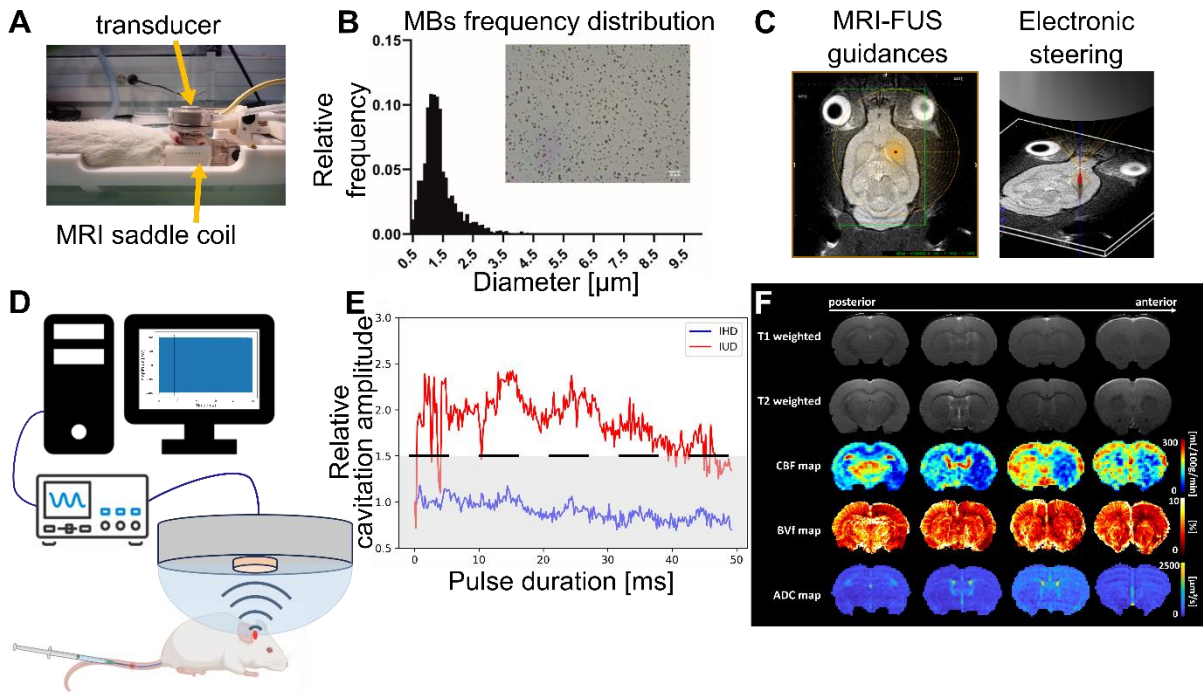 A
transducer
MRI saddle coil
B
MBs frequency distribution
Relative
frequency
0.15
0.10
0.05
0.00
0.5
1.5
2.5
3.5
4.5
5.5
6.5
7.5
8.5
9.5
Diameter [µm]
C
MRI-FUS
guidances
Electronic
steering
D
E
Relative
cavitation amplitude
3.0
2.5
2.0
1.5
1.0
0.5
IHD
IUD
0
10
20
30
40
50
Pulse duration [ms]
F
posterior
anterior
T1 weighted
T2 weighted
CBF map
300
0
[ml/100g/min]
BVf map
10
0
[%]
ADC map
2500
0
[µm²/s]